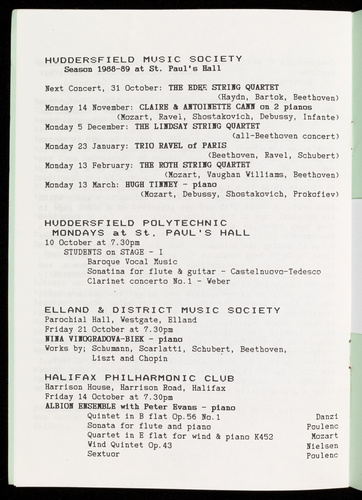 HUDDERSFIELD MUSIC SOCIETY
Season 1988-89 at St. Paul's Hall
Next Concert, 31 October: THE EDER STRING QUARTET
(Haydn, Bartok, Beethoven)
Monday 14 November: CLAIRE & ANTOINETTE CANN on 2 pianos
(Mozart, Ravel, Shostakovich, Debussy, Infante)
Monday 5 December: THE LINDSAY STRING QUARTET
(all-Beethoven concert)
Monday 23 January: TRIO RAVEL of PARIS
(Beethoven, Ravel, Schubert)
Monday 13 February: THE ROTH STRING QUARTET
(Mozart, Vaughan Williams, Beethoven)
Monday 13 March: HUGH TINNEY - piano
(Mozart, Debussy, Shostakovich, Prokofiev)
HUDDERSFIELD POLYTECHNIC
MONDAYS at St. PAUL'S HALL
10 October at 7.30pm
STUDENTS on STAGE - I
Baroque Vocal Music
Sonatina for flute & guitar - Castelnuovo-Tedesco
Clarinet concerto No.1 - Weber
ELLAND & DISTRICT MUSIC SOCIETY
Parochial Hall, Westgate, Elland
Friday 21 October at 7.30pm
NINA VINOGRADOVA-BIEK - piano
Works by; Schumann, Scarlatti, Schubert, Beethoven,
Liszt and Chopin
HALIFAX PHILHARMONIC CLUB
Harrison House, Harrison Road, Halifax
Friday 14 October at 7.30pm
ALBION ENSEMBLE with Peter Evans - piano
Quintet in B flat Op.56 No.1 Danzi
Sonata for flute and piano Poulenc
Quartet in E flat for wind & piano K452 Mozart
Wind Quintet Op.43 Nielsen
Sextuor Poulenc